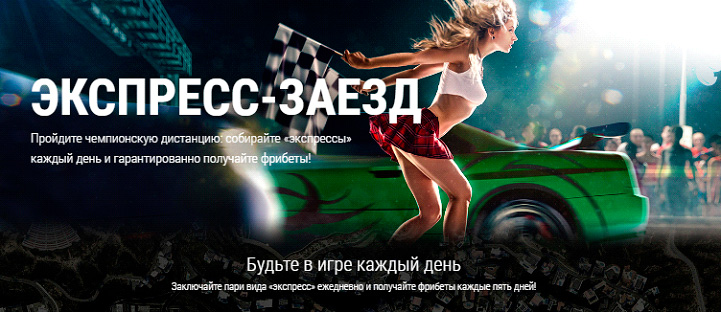 ЭКСПРЕСС-ЗАЕЗД
Пройдите чемпионскую дистанцию: собирайте «экспрессы»
каждый день и гарантированно получайте фрибеты!
Будьте в игре каждый день
Заключайте пари вида «экспресс» ежедневно и получайте фрибеты каждые пять дней!